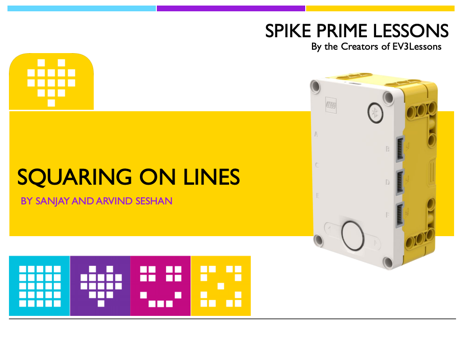 SPIKE PRIME LESSONS
By the Creators of EV3Lessons
SQUARING ON LINES
BY SANJAY AND ARVIND SESHAN